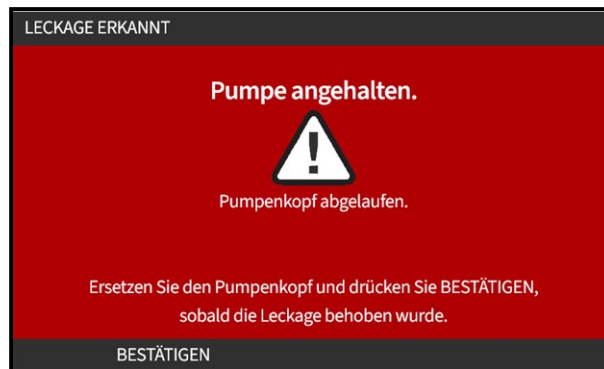 LECKAGE ERKANNT
Pumpe angehalten.
!
Pumpenkopf abgelaufen.
Ersetzen Sie den Pumpenkopf und drücken Sie BESTÄTIGEN,
sobald die Leckage behoben wurde.
BESTÄTIGEN